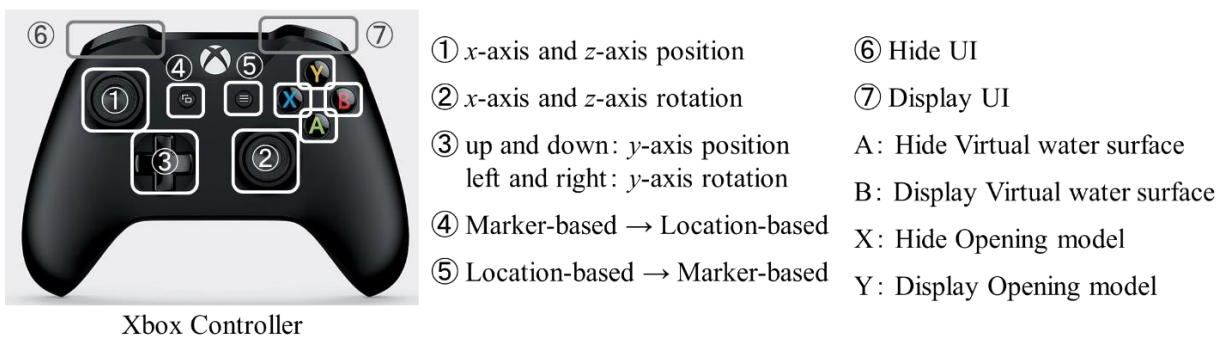 ⑥
⑦
④
⑤
Y
①
X
B
A
③
②
Xbox Controller
① x-axis and z-axis position
② x-axis and z-axis rotation
③ up and down: y-axis position
left and right: y-axis rotation
④ Marker-based → Location-based
⑤ Location-based → Marker-based
⑥ Hide UI
⑦ Display UI
A: Hide Virtual water surface
B: Display Virtual water surface
X: Hide Opening model
Y: Display Opening model